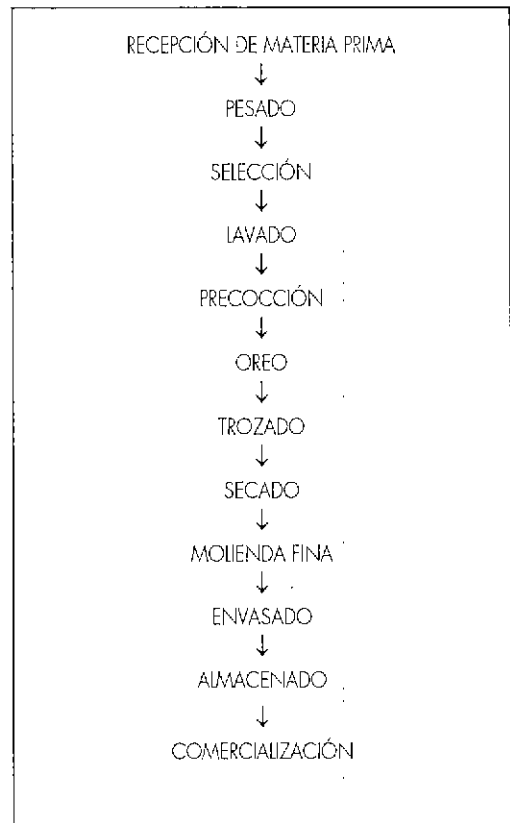 RECEPCIÓN DE MATERIA PRIMA
↓
PESADO
↓
SELECCIÓN
↓
LAVADO
↓
PRECOCCIÓN
↓
OREO
↓
TROZADO
↓
SECADO
↓
MOLIENDA FINA
↓
ENVASADO
↓
ALMACENADO
↓
COMERCIALIZACIÓN